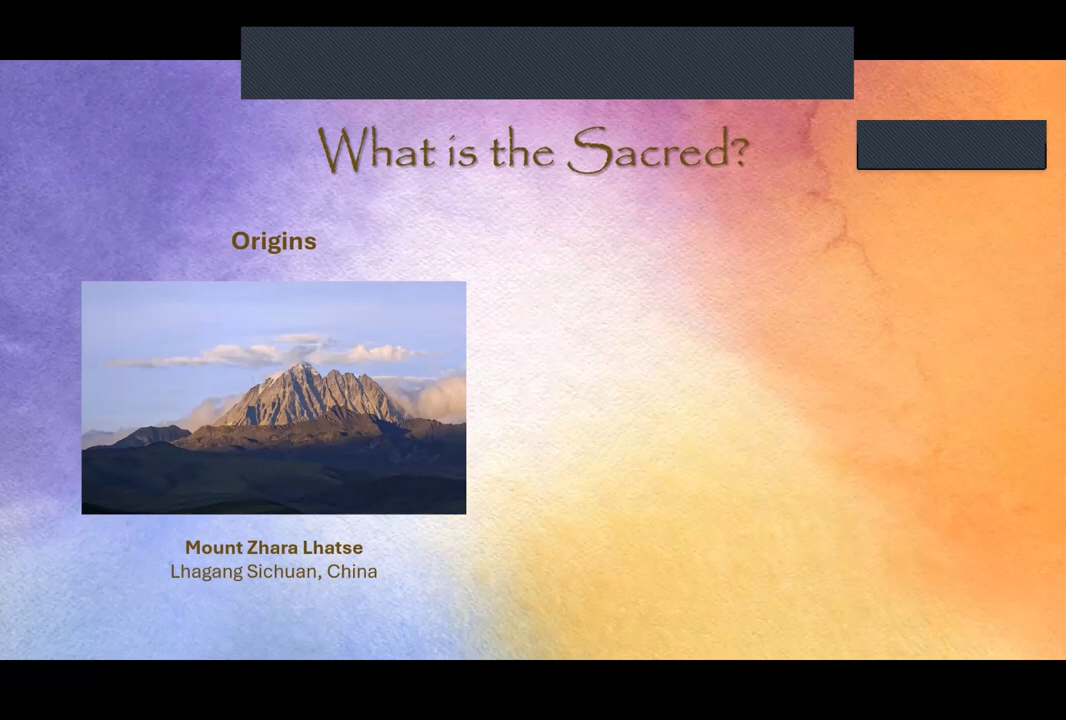 What is the Sacred?
Origins
Mount Zhara Lhatse
Lhagang Sichuan, China